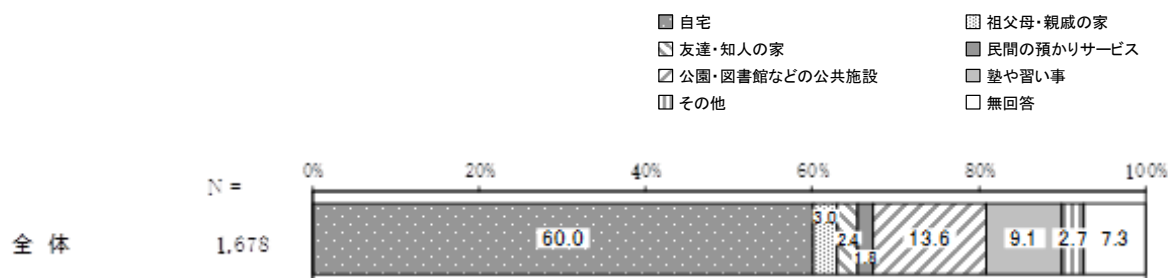 自宅 祖父母・親戚の家
友達・知人の家 民間の預かりサービス
公園・図書館などの公共施設 塾や習い事
その他 無回答
0% 20% 40% 60% 80% 100%
N =
全 体 1,678 60.0 3.0 2.4 1.8 13.6 9.1 2.7 7.3